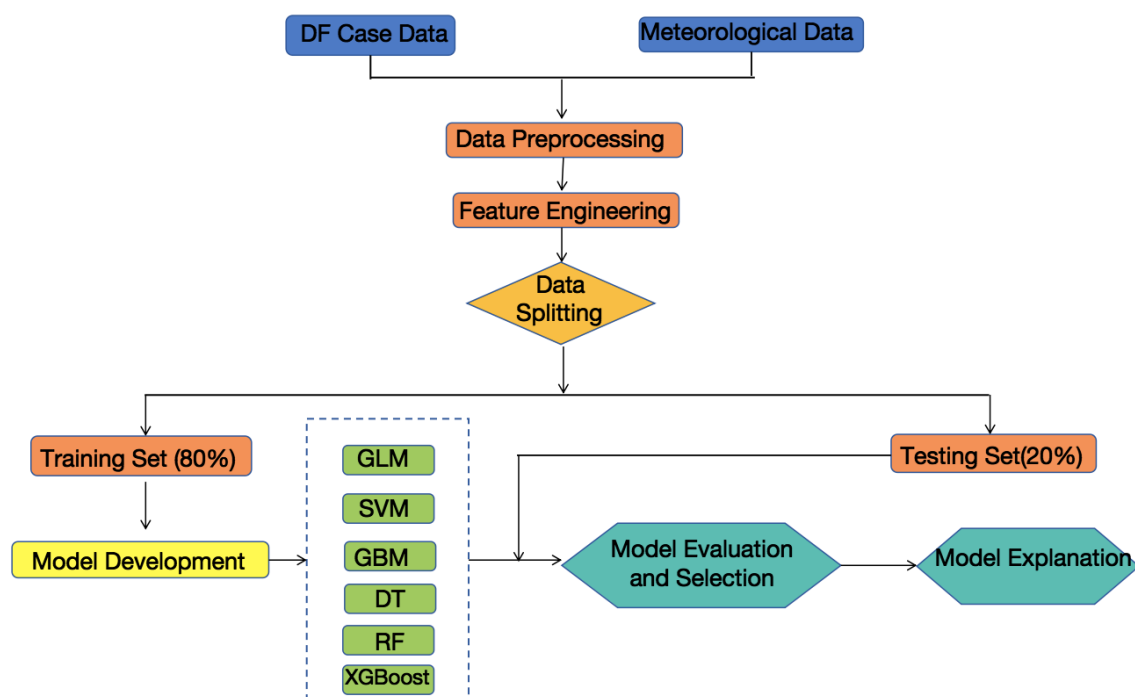 DF Case Data
Meteorological Data
Data Preprocessing
Feature Engineering
Data
Splitting
Training Set (80%)
Testing Set(20%)
GLM
SVM
GBM
DT
RF
XGBoost
Model Development
Model Evaluation
and Selection
Model Explanation